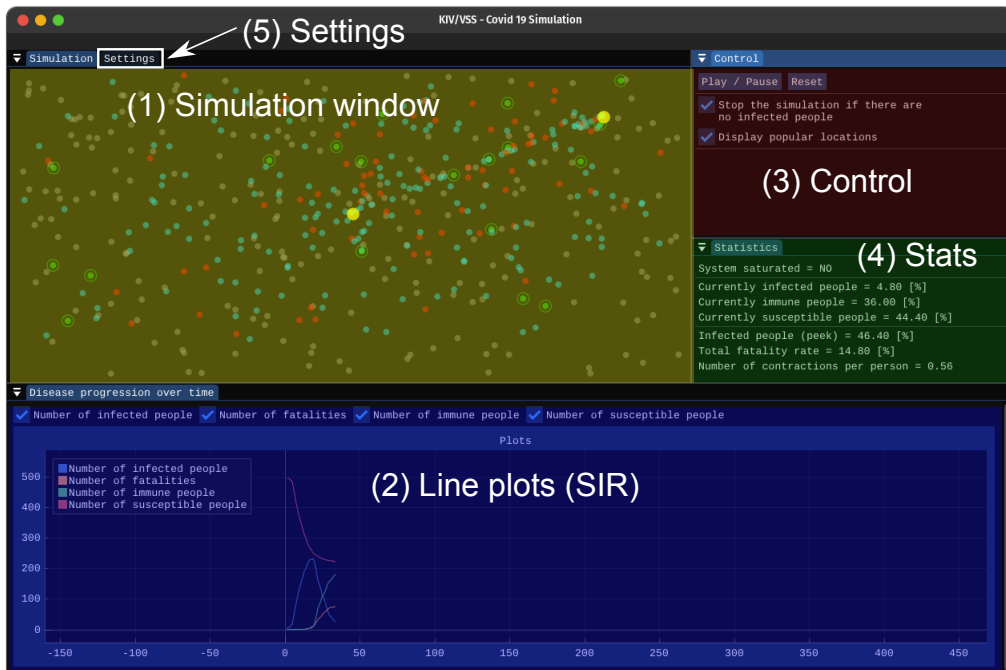 KIV/VSS - Covid 19 Simulation
(5) Settings
Simulation Settings
(1) Simulation window
Control
Play / Pause Reset
Stop the simulation if there are
no infected people
Display popular locations
(3) Control
Statistics
(4) Stats
System saturated = NO
Currently infected people = 4.80 [%]
Currently immune people = 36.00 [%]
Currently susceptible people = 44.40 [%]
Infected people (peek) = 46.40 [%]
Total fatality rate = 14.80 [%]
Number of contractions per person = 0.56
Disease progression over time
Number of infected people Number of fatalities Number of immune people Number of susceptible people
Plots
(2) Line plots (SIR)
Number of infected people
Number of fatalities
Number of immune people
Number of susceptible people
500
400
300
200
100
0
-150 -100 -50 0 50 100 150 200 250 300 350 400 450